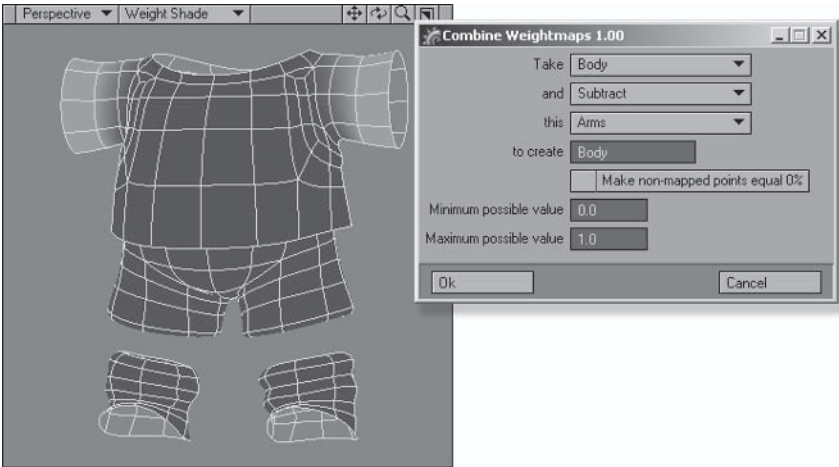 Perspective Weight Shade
Combine Weightmaps 1.00
Take Body
and Subtract
this Arms
to create Body
Make non-mapped points equal 0%
Minimum possible value 0.0
Maximum possible value 1.0
Ok Cancel